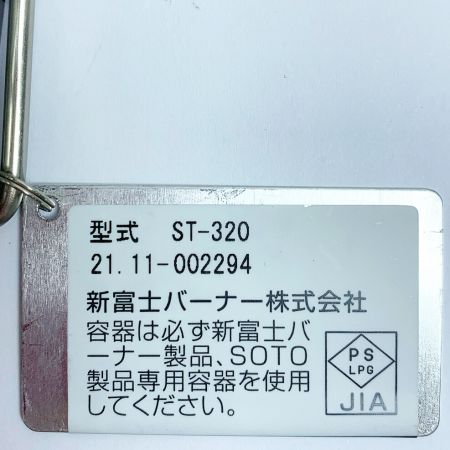 型式 ST-320
21.11-002294
新富士バーナー株式会社
容器は必ず新富士バ
ーナー製品、SOTO
製品専用容器を使用
してください。
PS
LPG
JIA